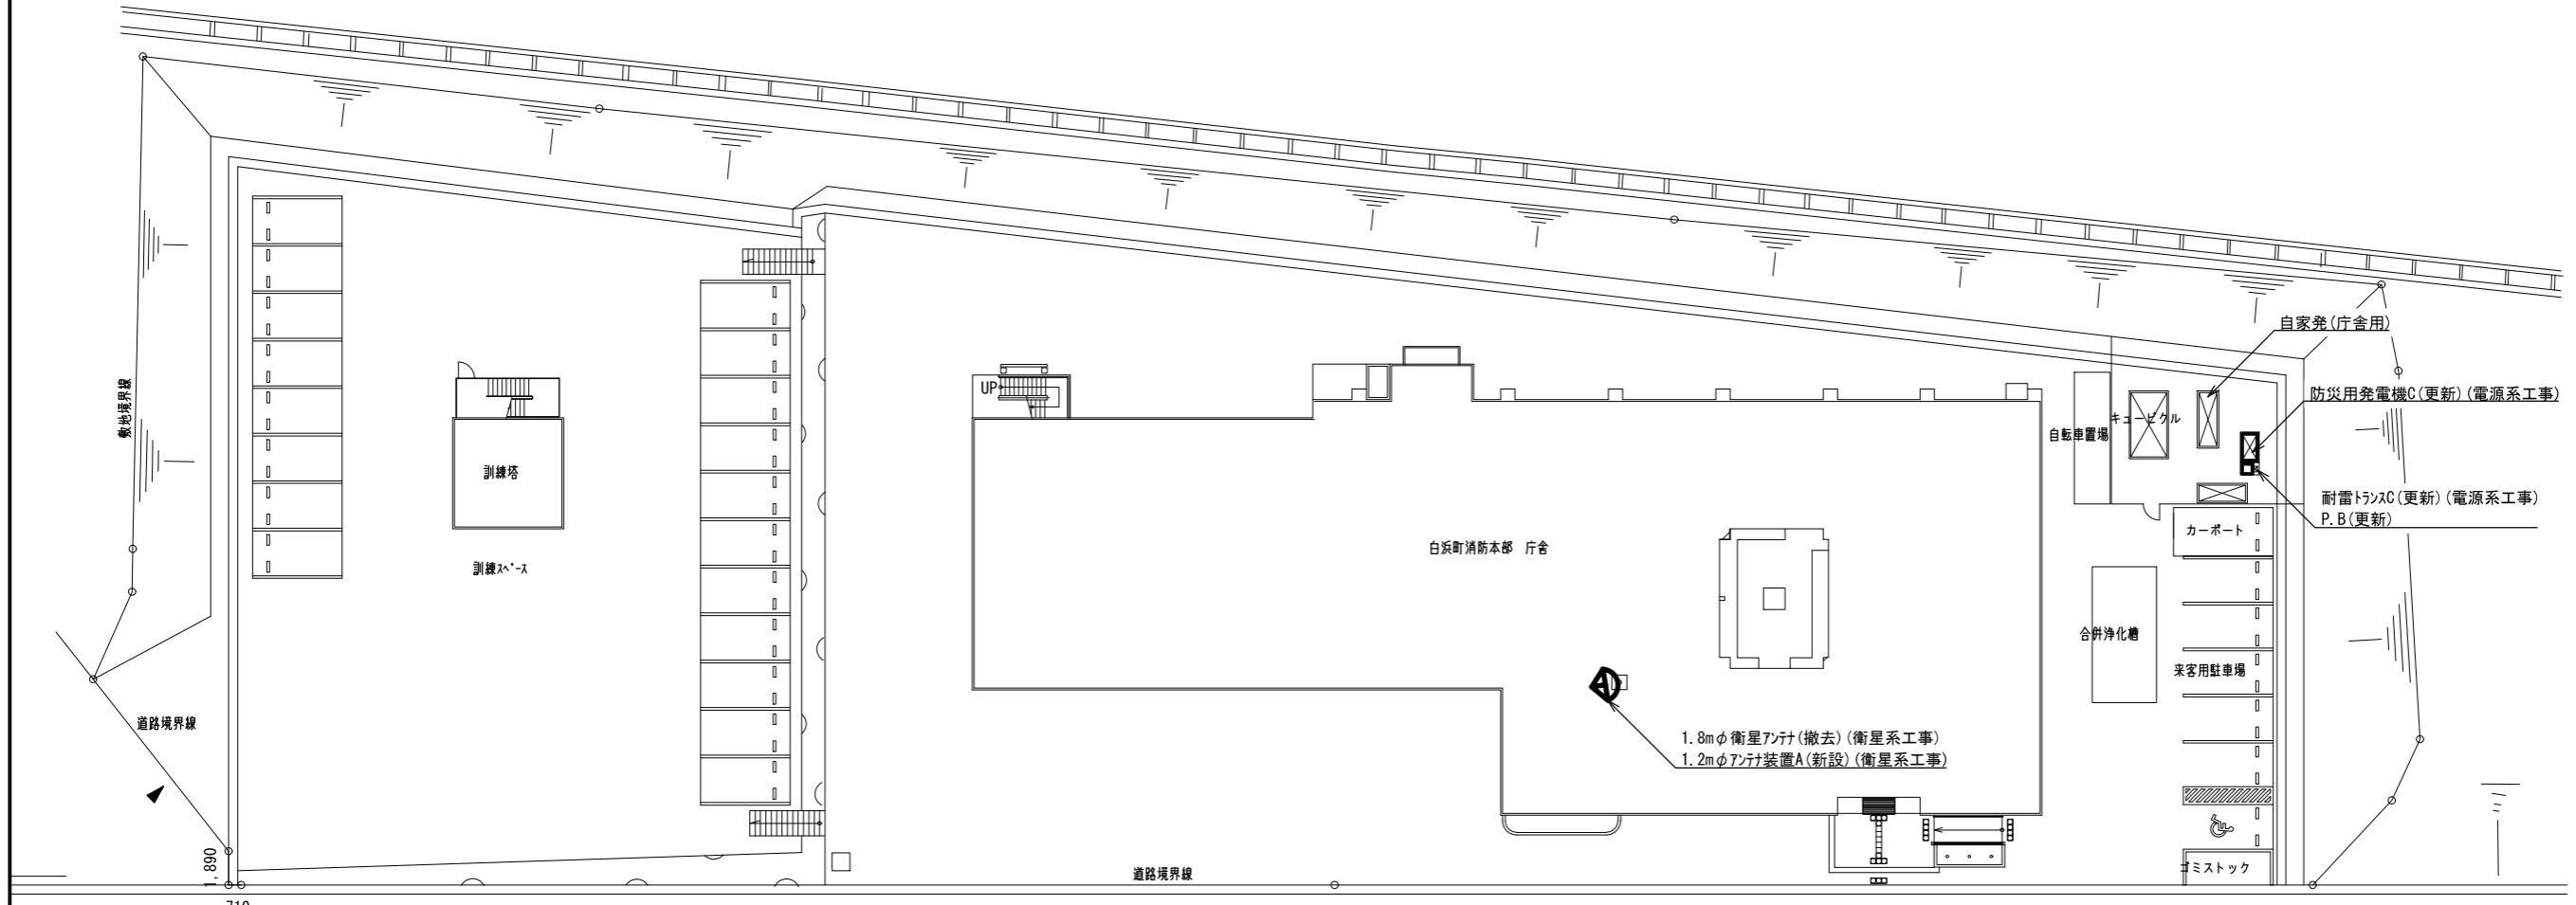 自家発(庁舎用)
防災用発電機C(更新)(電源系工事)
敷地境界線
UP
キュービクル
自転車置場
訓練塔
耐雷トランスC(更新)(電源系工事)
P.B(更新)
カーポート
白浜町消防本部 庁舎
訓練スペース
合併浄化槽
来客用駐車場
道路境界線
1.8mφ衛星アンテナ(撤去)(衛星系工事)
1.2mφアンテナ装置A(新設)(衛星系工事)
1,890
道路境界線
ゴミストック